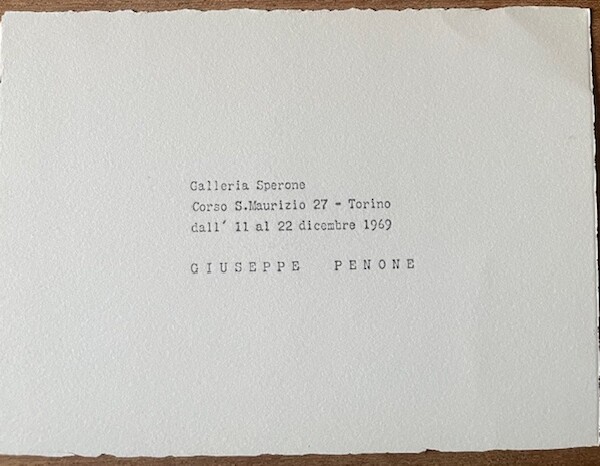 Galleria Sperone
Corso S.Maurizio 27 - Torino
dall' 11 al 22 dicembre 1969
GIUSEPPE PENONE